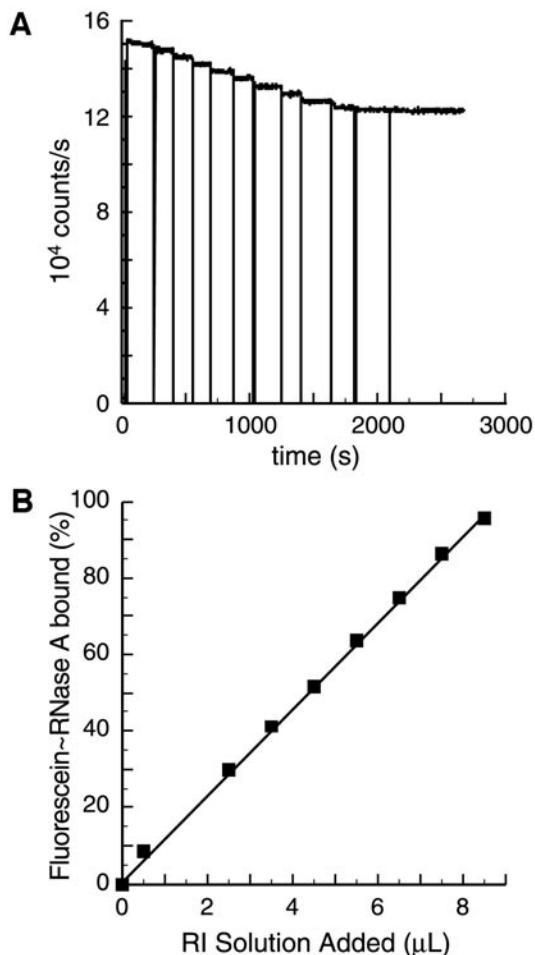 A
16
12
8
4
0
10⁴ counts/s
0 1000 2000 3000
time (s)
B
100
80
60
40
20
0
Fluorescein~RNase A bound (%)
0 2 4 6 8
RI Solution Added (μL)